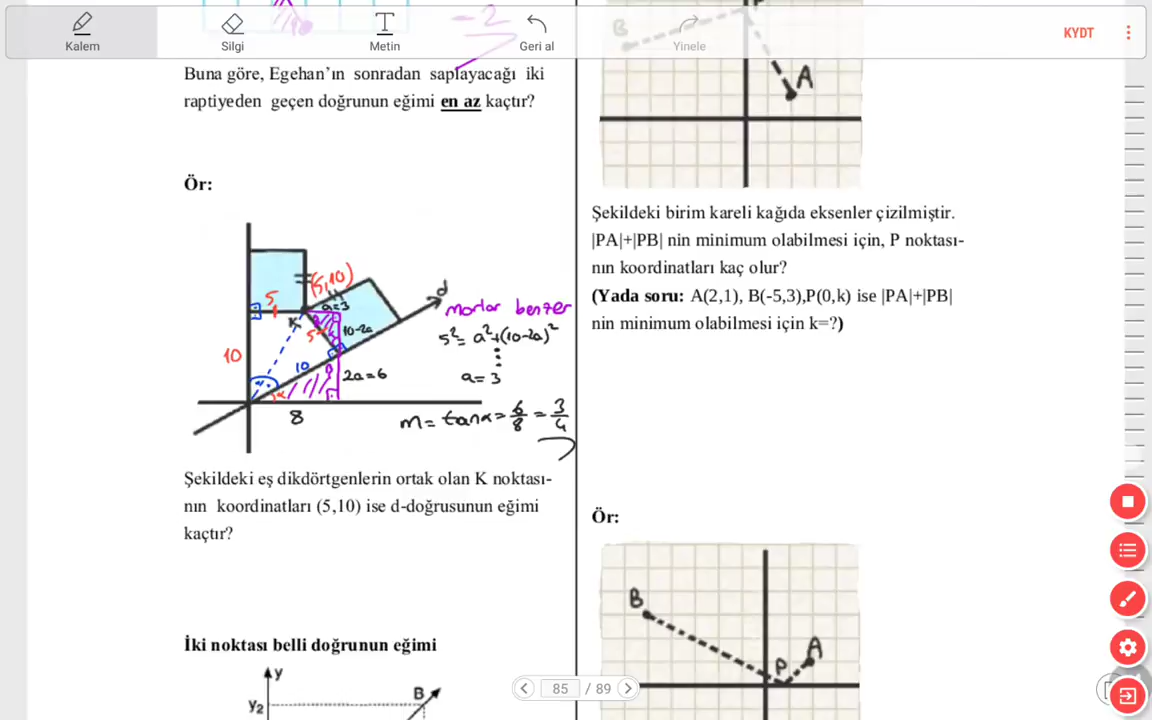 Kalem
Silgi
Metin
Geri al
Yinele
KYDT
-2
Buna göre, Egehan'ın sonradan saplayacağı iki
raptiyeden geçen doğrunun eğimi en az kaçtır?
Ör:
5
(5,10)
d
a=3
K
5
10-2a
10
10
2a=6
α
8
morlar benzer
5²= a²+(10-2a)²
a= 3
m= tanα= 6/8 = 3/4
Şekildeki eş dikdörtgenlerin ortak olan K noktası-
nın koordinatları (5,10) ise d-doğrusunun eğimi
kaçtır?
İki noktası belli doğrunun eğimi
y
B
y₂
B
A
Şekildeki birim kareli kağıda eksenler çizilmiştir.
|PA|+|PB| nin minimum olabilmesi için, P noktası-
nın koordinatları kaç olur?
(Yada soru: A(2,1), B(-5,3),P(0,k) ise |PA|+|PB|
nin minimum olabilmesi için k=?)
Ör:
B
A
P
85 / 89